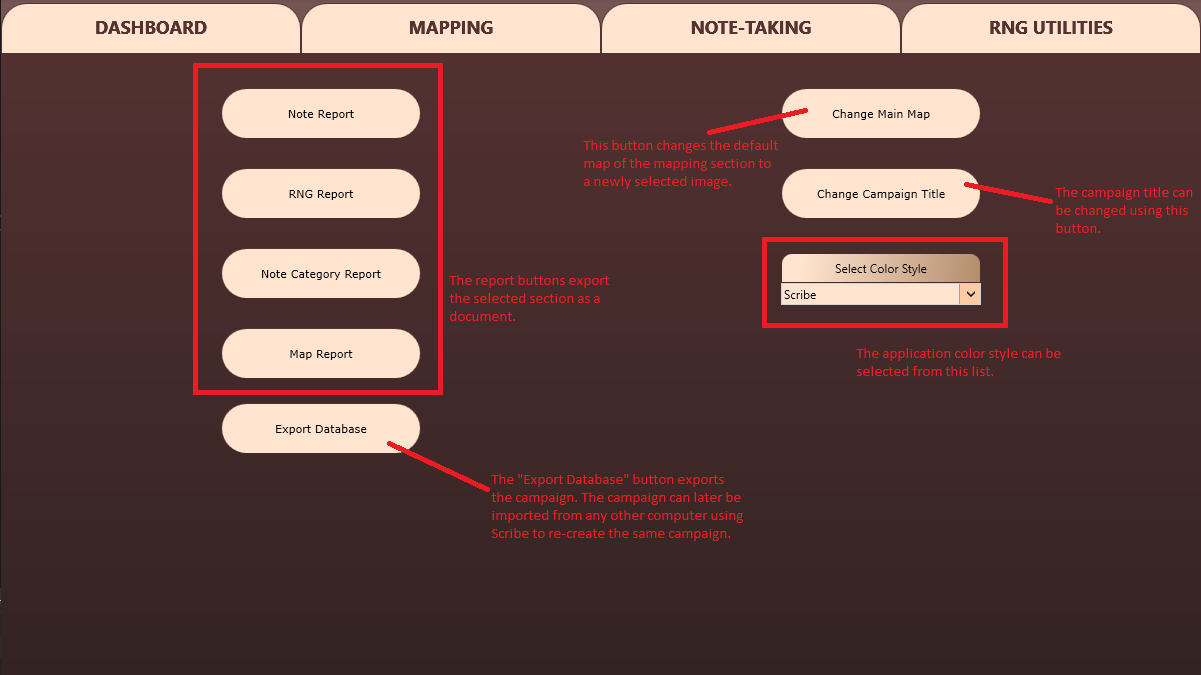 DASHBOARD
MAPPING
NOTE-TAKING
RNG UTILITIES
Note Report
RNG Report
Note Category Report
Map Report
The report buttons export
the selected section as a
document.
Export Database
The "Export Database" button exports
the campaign. The campaign can later be
imported from any other computer using
Scribe to re-create the same campaign.
Change Main Map
This button changes the default
map of the mapping section to
a newly selected image.
Change Campaign Title
The campaign title can
be changed using this
button.
Select Color Style
Scribe
The application color style can be
selected from this list.